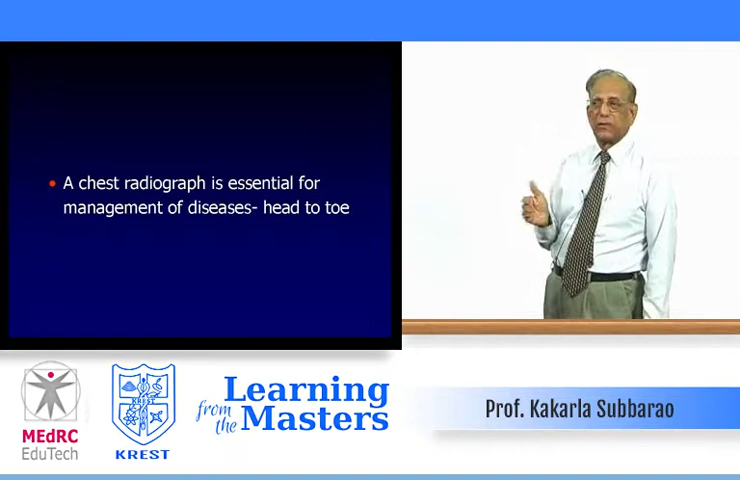 • A chest radiograph is essential for
management of diseases- head to toe
MEdRC
EduTech
KREST
KREST
Learning
from
the
Masters
Prof. Kakarla Subbarao